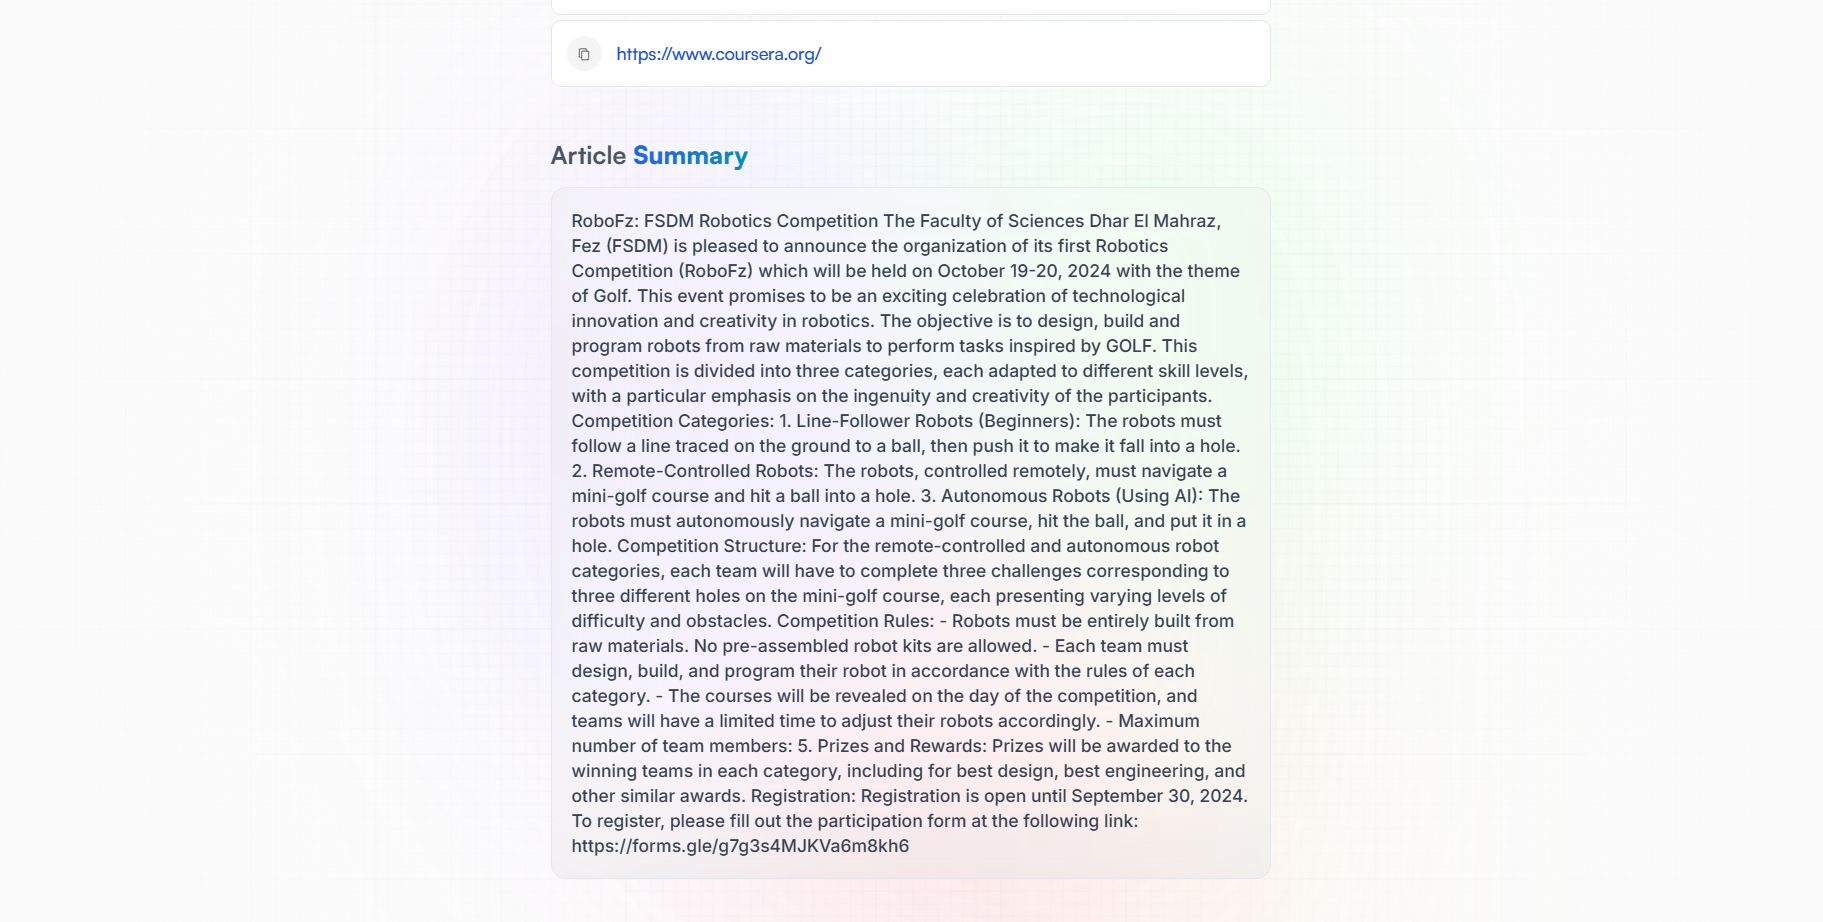 https://www.coursera.org/
Article Summary
RoboFz: FSDM Robotics Competition The Faculty of Sciences Dhar El Mahraz,
Fez (FSDM) is pleased to announce the organization of its first Robotics
Competition (RoboFz) which will be held on October 19-20, 2024 with the theme
of Golf. This event promises to be an exciting celebration of technological
innovation and creativity in robotics. The objective is to design, build and
program robots from raw materials to perform tasks inspired by GOLF. This
competition is divided into three categories, each adapted to different skill levels,
with a particular emphasis on the ingenuity and creativity of the participants.
Competition Categories: 1. Line-Follower Robots (Beginners): The robots must
follow a line traced on the ground to a ball, then push it to make it fall into a hole.
2. Remote-Controlled Robots: The robots, controlled remotely, must navigate a
mini-golf course and hit a ball into a hole. 3. Autonomous Robots (Using AI): The
robots must autonomously navigate a mini-golf course, hit the ball, and put it in a
hole. Competition Structure: For the remote-controlled and autonomous robot
categories, each team will have to complete three challenges corresponding to
three different holes on the mini-golf course, each presenting varying levels of
difficulty and obstacles. Competition Rules: - Robots must be entirely built from
raw materials. No pre-assembled robot kits are allowed. - Each team must
design, build, and program their robot in accordance with the rules of each
category. - The courses will be revealed on the day of the competition, and
teams will have a limited time to adjust their robots accordingly. - Maximum
number of team members: 5. Prizes and Rewards: Prizes will be awarded to the
winning teams in each category, including for best design, best engineering, and
other similar awards. Registration: Registration is open until September 30, 2024.
To register, please fill out the participation form at the following link:
https://forms.gle/g7g3s4MJKVa6m8kh6